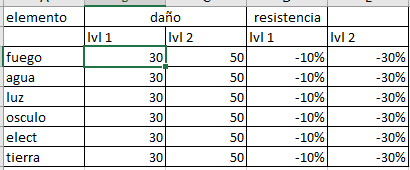 elemento daño resistencia
lvl 1 lvl 2 lvl 1 lvl 2
fuego 30 50 -10% -30%
agua 30 50 -10% -30%
luz 30 50 -10% -30%
osculo 30 50 -10% -30%
elect 30 50 -10% -30%
tierra 30 50 -10% -30%